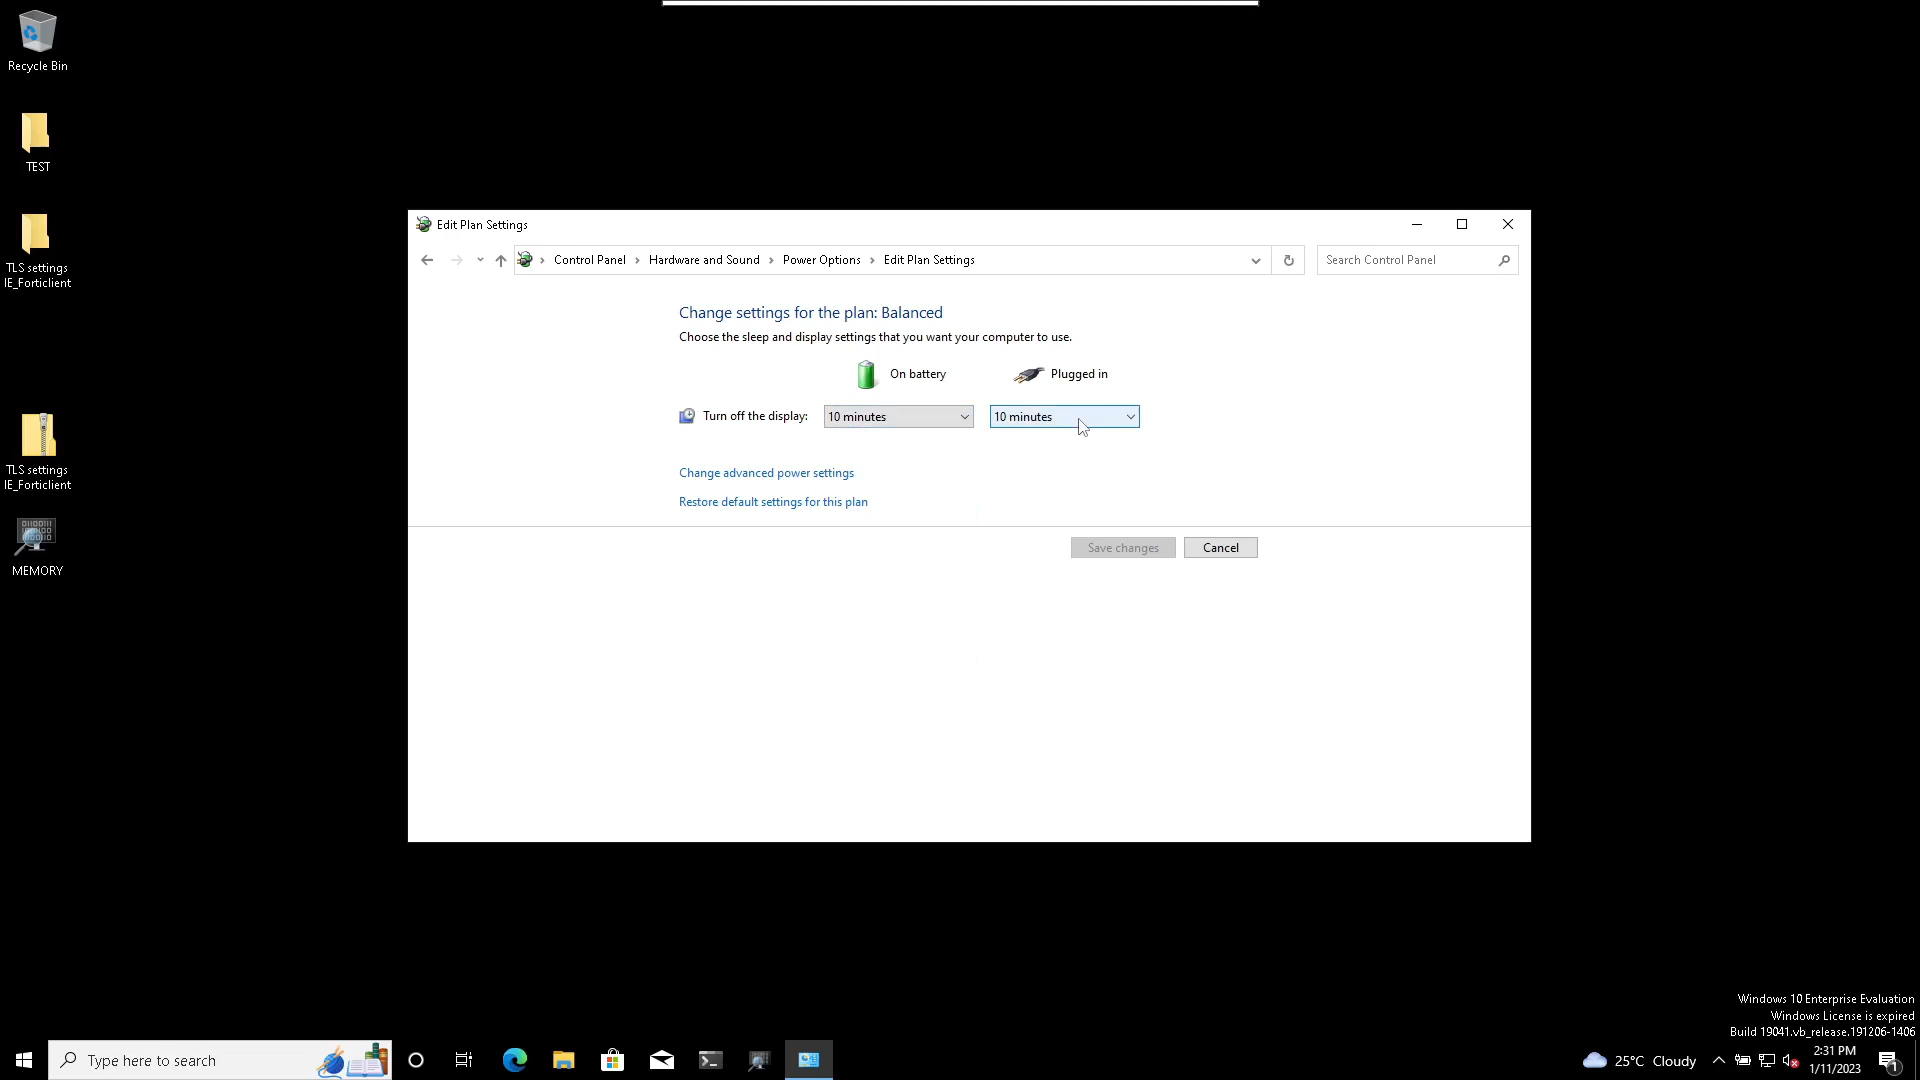 Recycle Bin
TEST
TLS settings
IE_Forticlient
TLS settings
IE_Forticlient
MEMORY
Edit Plan Settings
Control Panel
Hardware and Sound
Power Options
Edit Plan Settings
Search Control Panel
Change settings for the plan: Balanced
Choose the sleep and display settings that you want your computer to use.
On battery
Plugged in
Turn off the display:
10 minutes
10 minutes
Change advanced power settings
Restore default settings for this plan
Save changes
Cancel
Windows 10 Enterprise Evaluation
Windows License is expired
Build 19041.vb_release.191206-1406
Type here to search
25°C Cloudy
2:31 PM
1/11/2023
1